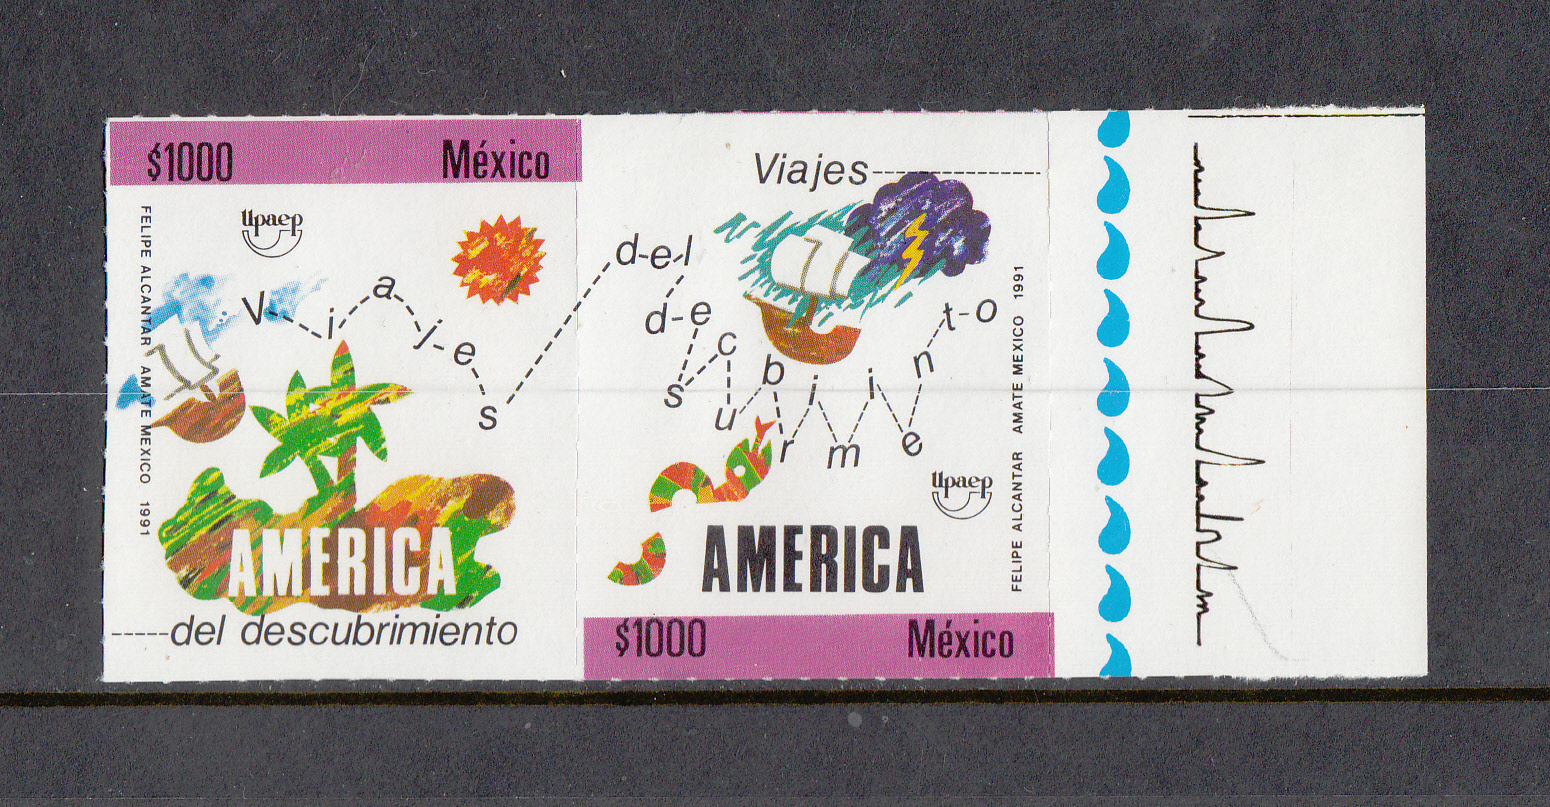 $1000 México
Upaep
FELIPE ALCANTAR AMATE MEXICO 1991
V-i-a-j-e-s
AMERICA
-----del descubrimiento
Viajes--------------------
d-e-l
d-e
s-c-u-b-r-i-m-i-e-n-t-o
Upaep
AMERICA
FELIPE ALCANTAR AMATE MEXICO 1991
$1000 México